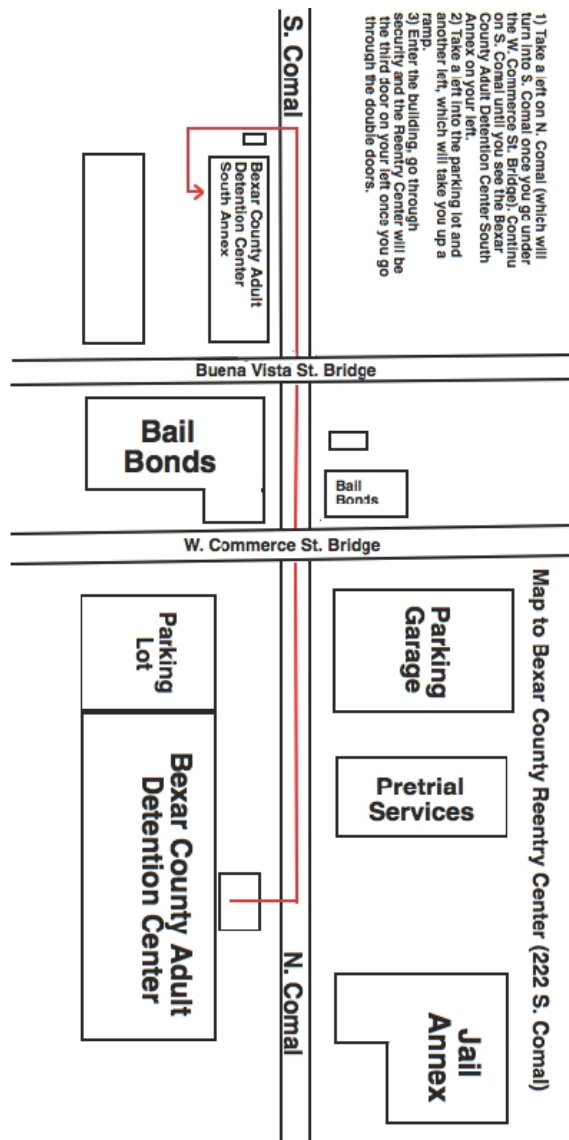 Map to Bexar County Reentry Center (222 S. Comal)
1) Take a left on N. Comal (which will
turn into S. Comal once you go under
the W. Commerce St. Bridge). Continu
on S. Comal until you see the Bexar
County Adult Detention Center South
Annex on your left.
2) Take a left into the parking lot and
another left, which will take you up a
ramp.
3) Enter the building, go through
security and the Reentry Center will be
the third door on your left once you go
through the double doors.
S. Comal
Bexar County Adult
Detention Center
South Annex
Buena Vista St. Bridge
Bail
Bonds
Bail
Bonds
W. Commerce St. Bridge
Parking
Garage
Parking
Lot
Pretrial
Services
Bexar County Adult
Detention Center
N. Comal
Jail
Annex